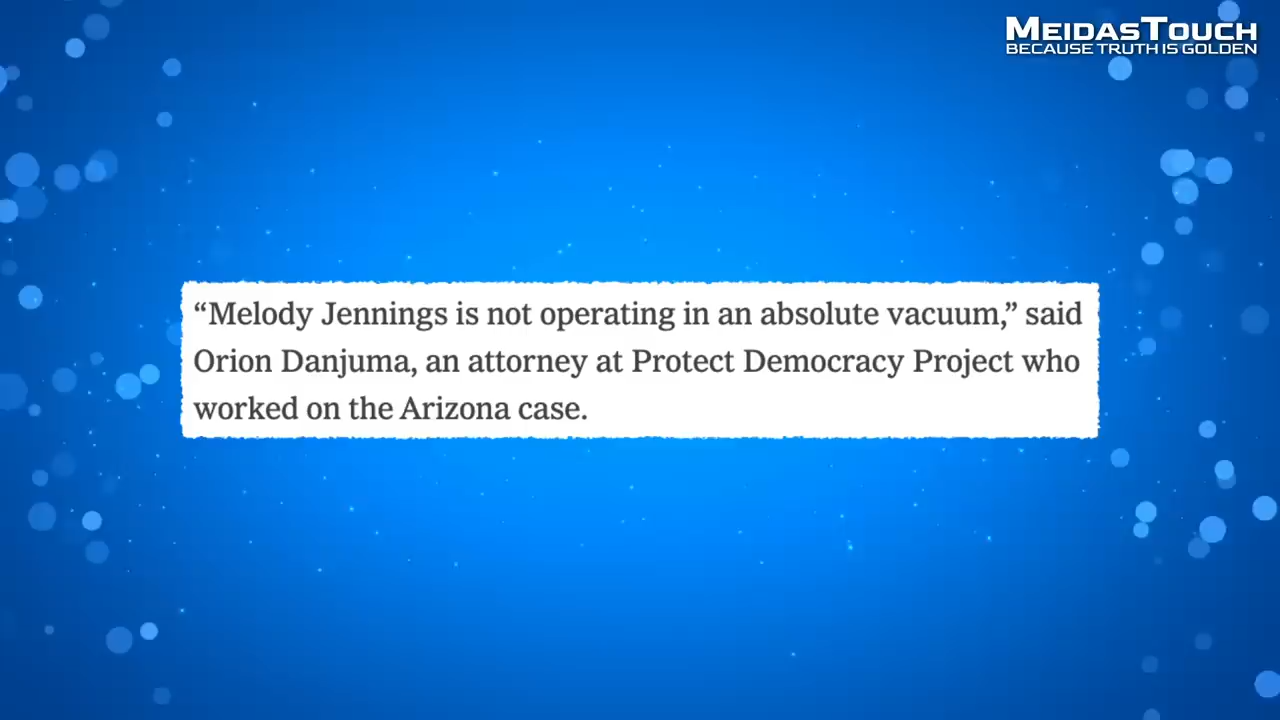 MEIDASTOUCH
BECAUSE TRUTH IS GOLDEN
“Melody Jennings is not operating in an absolute vacuum,” said
Orion Danjuma, an attorney at Protect Democracy Project who
worked on the Arizona case.